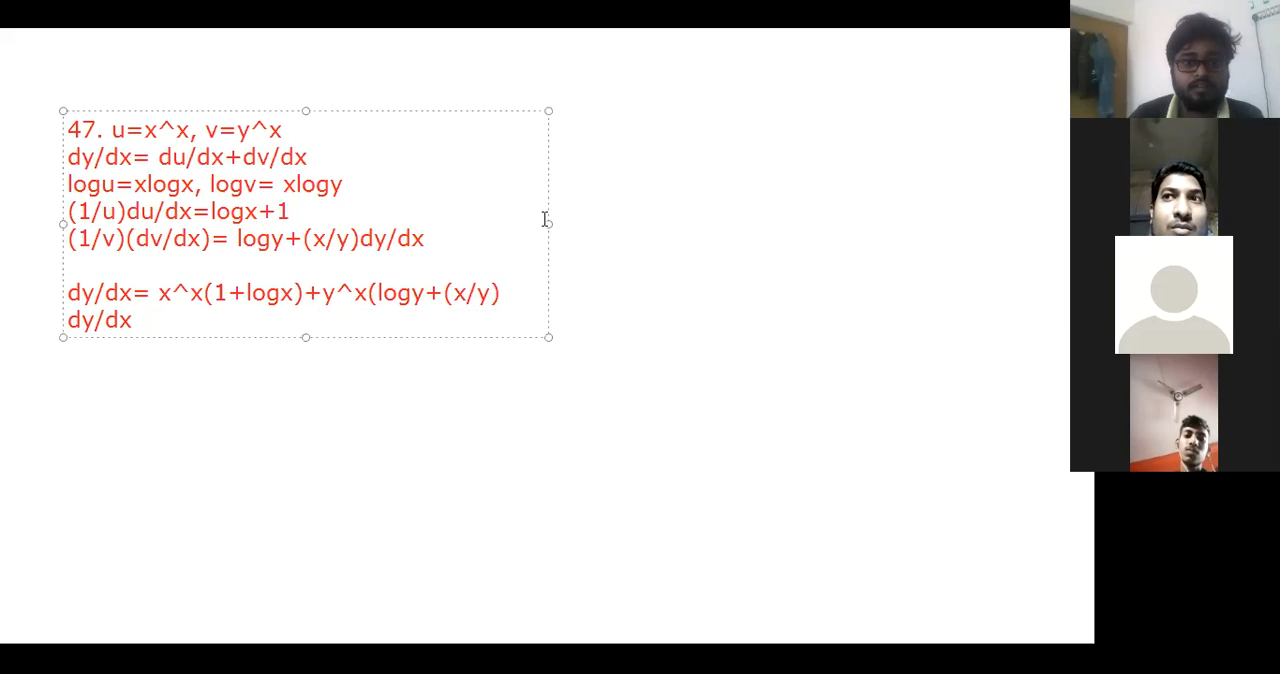 47. u=x^x, v=y^x
dy/dx= du/dx+dv/dx
logu=xlogx, logv= xlogy
(1/u)du/dx=logx+1
(1/v)(dv/dx)= logy+(x/y)dy/dx
dy/dx= x^x(1+logx)+y^x(logy+(x/y)
dy/dx